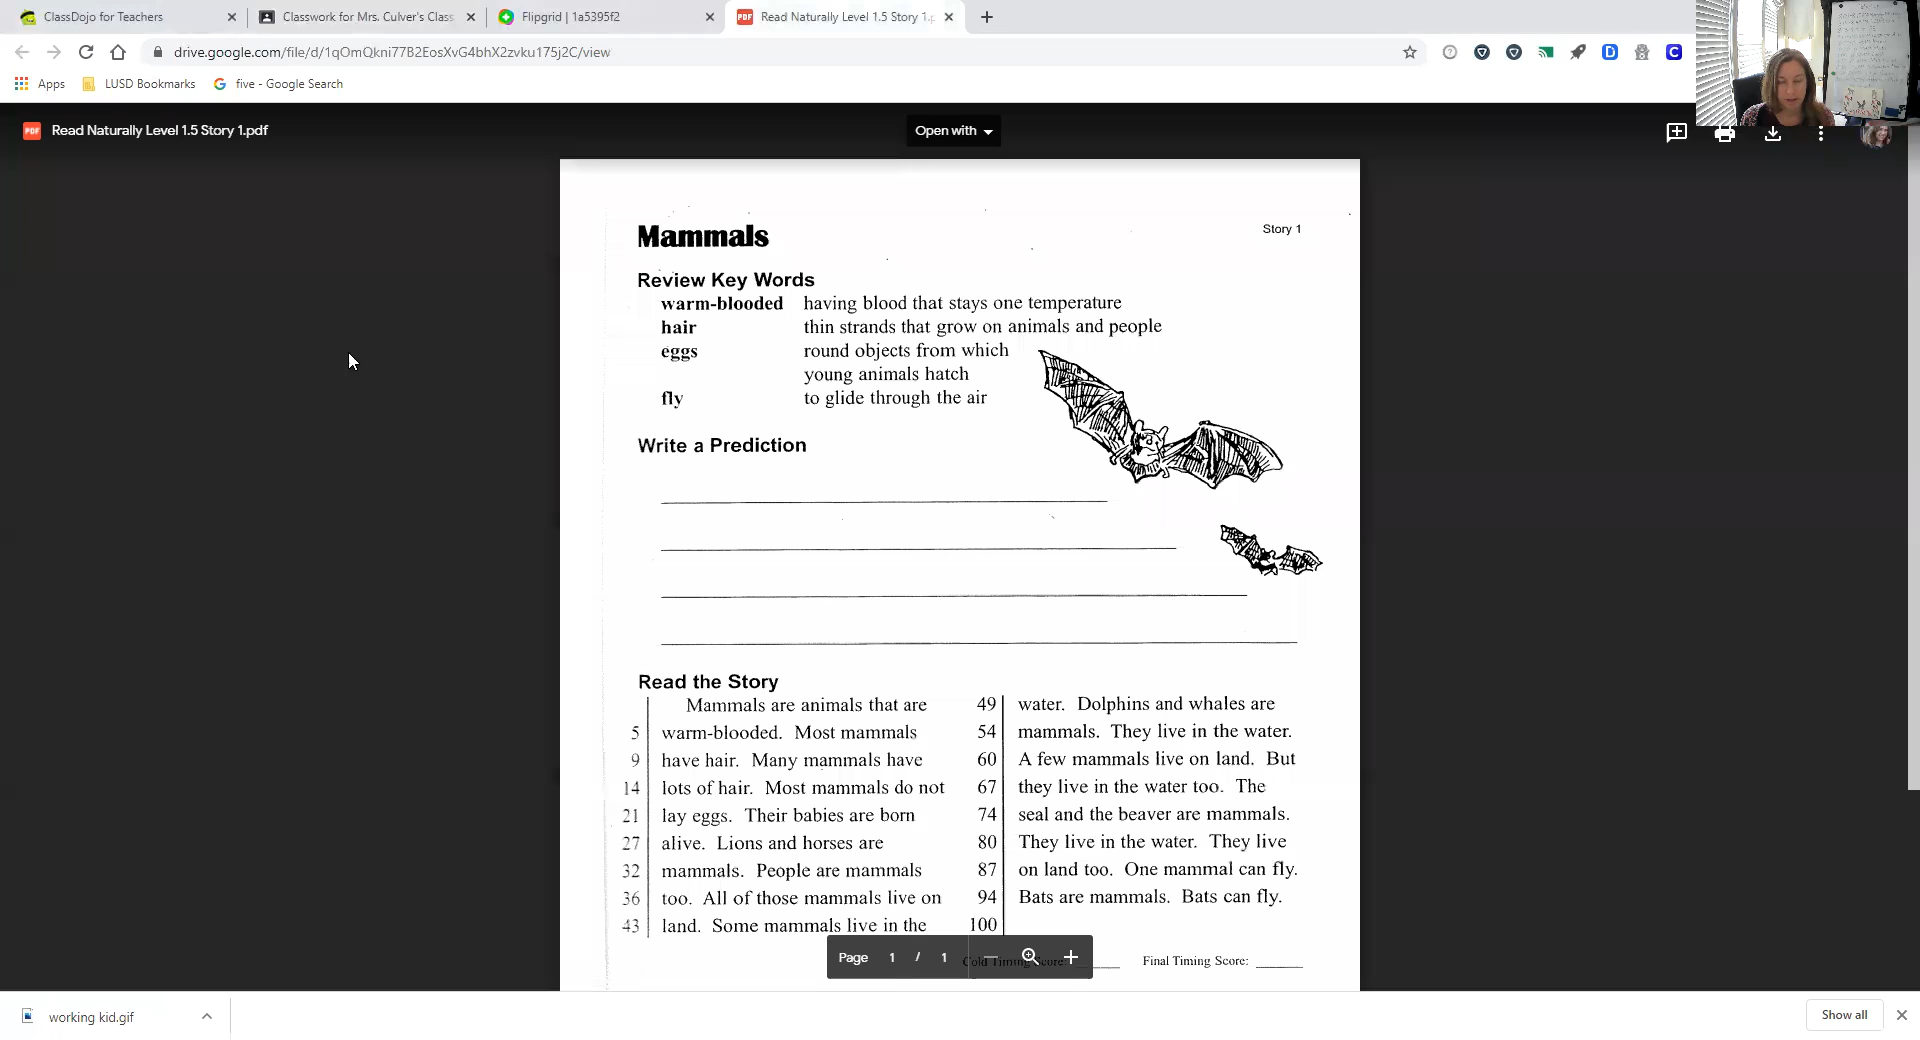 ClassDojo for Teachers
Classwork for Mrs. Culver's Class
Flipgrid | 1a5395f2
Read Naturally Level 1.5 Story 1.p
drive.google.com/file/d/1qOmQkni77B2EosXvG4bhX2zvku175j2C/view
Apps
LUSD Bookmarks
five - Google Search
PDF
Read Naturally Level 1.5 Story 1.pdf
Open with
Mammals
Story 1
Review Key Words
warm-blooded having blood that stays one temperature
hair thin strands that grow on animals and people
eggs round objects from which
young animals hatch
fly to glide through the air
Write a Prediction
Read the Story
Mammals are animals that are
5 warm-blooded. Most mammals
9 have hair. Many mammals have
14 lots of hair. Most mammals do not
21 lay eggs. Their babies are born
27 alive. Lions and horses are
32 mammals. People are mammals
36 too. All of those mammals live on
43 land. Some mammals live in the
49 water. Dolphins and whales are
54 mammals. They live in the water.
60 A few mammals live on land. But
67 they live in the water too. The
74 seal and the beaver are mammals.
80 They live in the water. They live
87 on land too. One mammal can fly.
94 Bats are mammals. Bats can fly.
100
Cold Timing Score:
Final Timing Score:
Page 1 / 1
working kid.gif
Show all